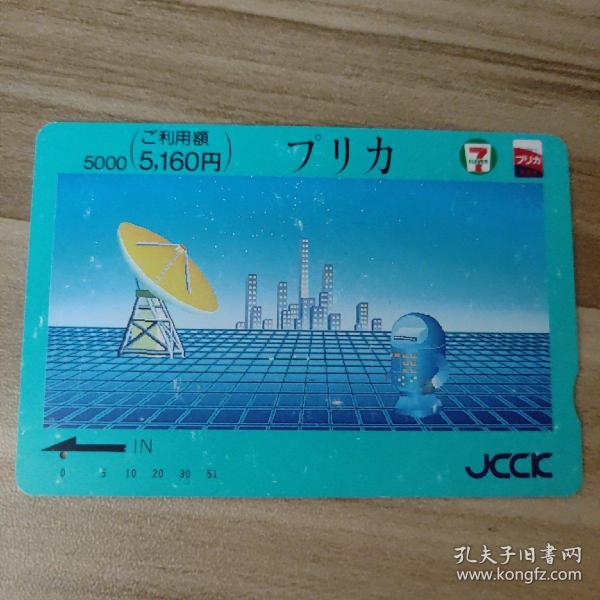 5000(ご利用額 5,160円)
プリカ
7
ELEVEN
プリカ
IN
0 5 10 20 30 51
JCCK
孔夫子旧書网
www.kongfz.com